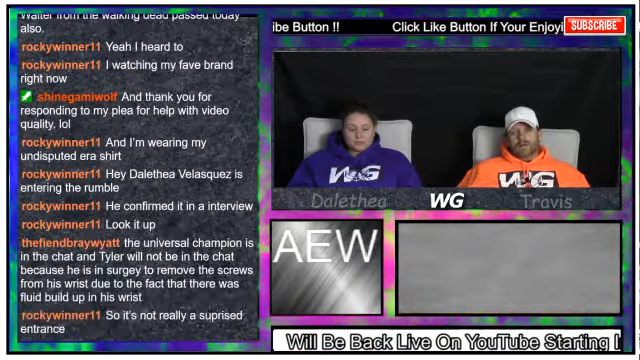 Walter from the walking dead passed today
also.
rockywinner11 Yeah I heard to
rockywinner11 I watching my fave brand
right now
shinegamiwolf And thank you for
responding to my plea for help with video
quality. lol
rockywinner11 And I'm wearing my
undisputed era shirt
rockywinner11 Hey Dalethea Velasquez is
entering the rumble
rockywinner11 He confirmed it in a interview
rockywinner11 Look it up
thefiendbraywyatt the universal champion is
in the chat and Tyler will not be in the chat
because he is in surgey to remove the screws
from his wrist due to the fact that there was
fluid build up in his wrist
rockywinner11 So it's not really a suprised
entrance
ibe Button !! Click Like Button If Your Enjoyi
SUBSCRIBE
WG
WG
Dalethea WG Travis
AEW
Will Be Back Live On YouTube Starting